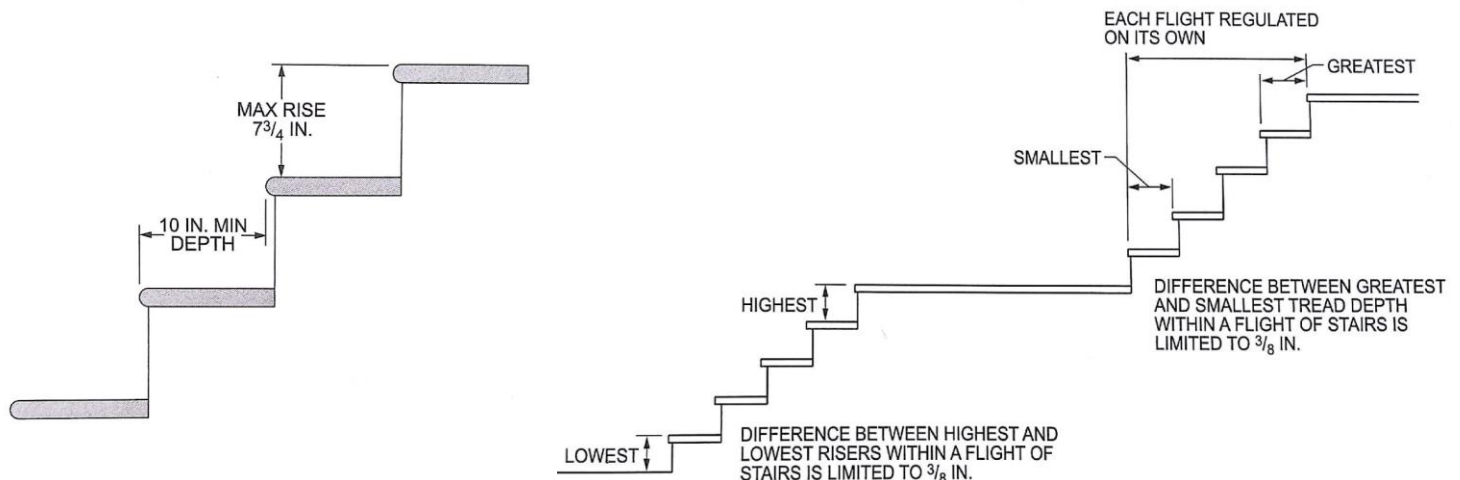 MAX RISE
7 3/4 IN.
10 IN. MIN
DEPTH
EACH FLIGHT REGULATED
ON ITS OWN
GREATEST
SMALLEST
HIGHEST
DIFFERENCE BETWEEN GREATEST
AND SMALLEST TREAD DEPTH
WITHIN A FLIGHT OF STAIRS IS
LIMITED TO 3/8 IN.
LOWEST
DIFFERENCE BETWEEN HIGHEST AND
LOWEST RISERS WITHIN A FLIGHT OF
STAIRS IS LIMITED TO 3/8 IN.